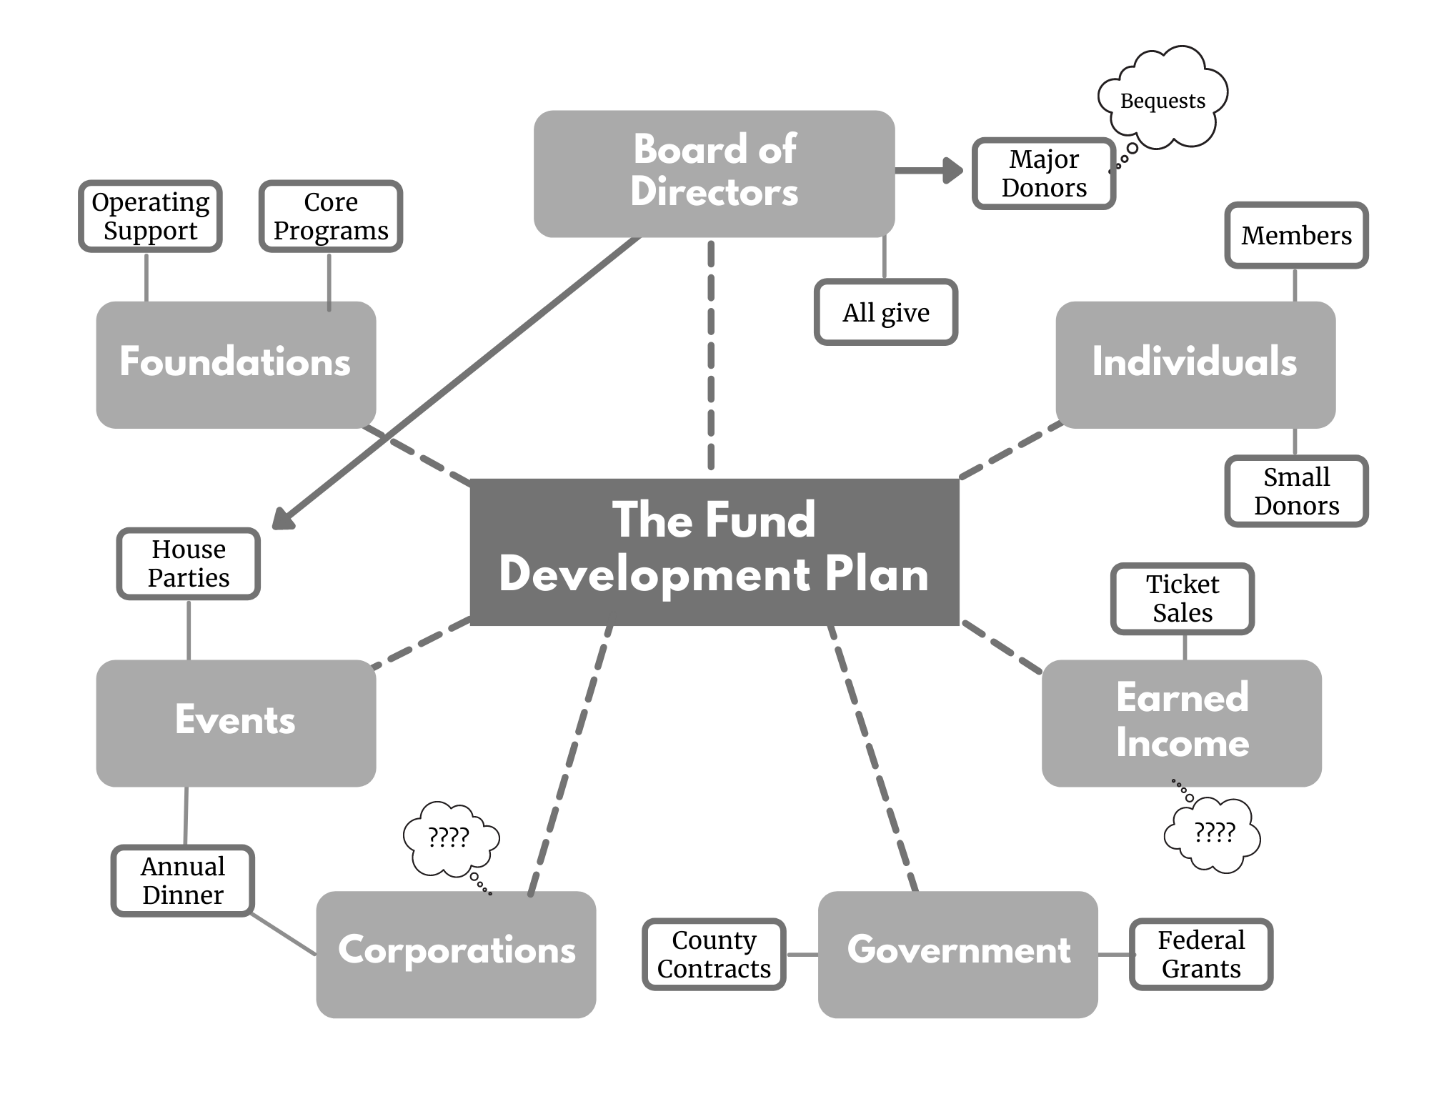 Bequests
Board of
Directors
Major
Donors
Operating
Support
Core
Programs
Members
All give
Foundations
Individuals
Small
Donors
The Fund
Development Plan
House
Parties
Ticket
Sales
Events
Earned
Income
????
????
Annual
Dinner
Corporations
County
Contracts
Government
Federal
Grants